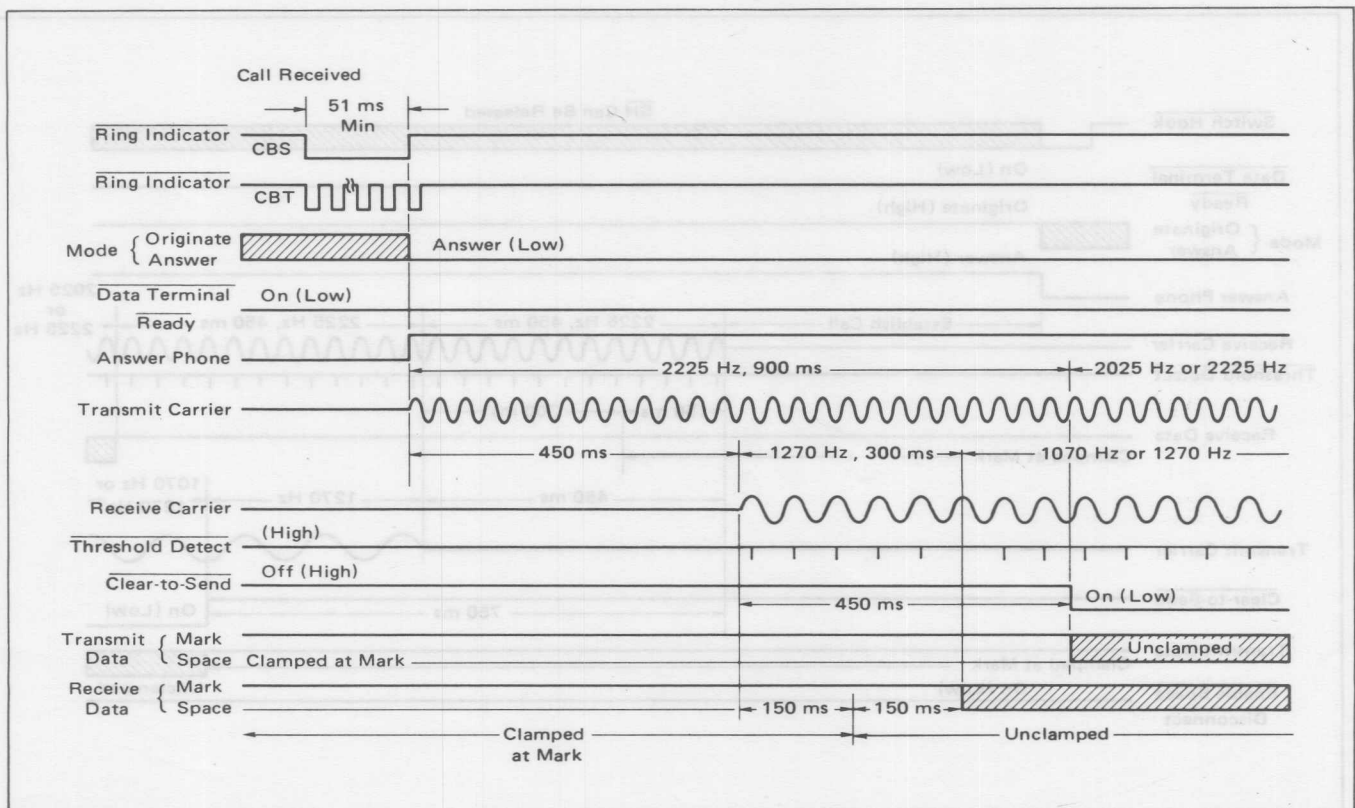 Call Received
51 ms
Min
Ring Indicator
CBS
Ring Indicator
CBT
Mode { Originate
Answer
Answer (Low)
Data Terminal
Ready
On (Low)
Answer Phone
2225 Hz, 900 ms
2025 Hz or 2225 Hz
Transmit Carrier
450 ms
1270 Hz, 300 ms
1070 Hz or 1270 Hz
Receive Carrier
Threshold Detect
(High)
Clear-to-Send
Off (High)
450 ms
On (Low)
Transmit Data { Mark
Space
Clamped at Mark
Unclamped
Receive Data { Mark
Space
150 ms
150 ms
Clamped
at Mark
Unclamped